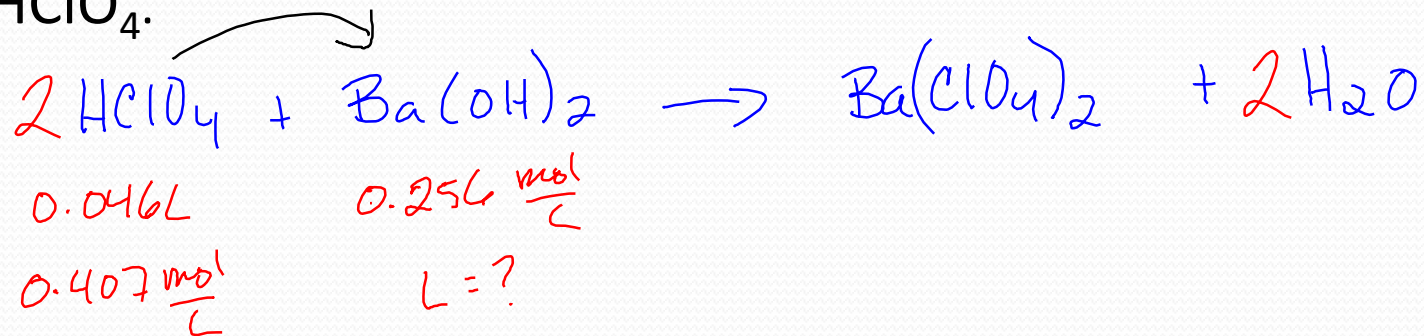 HClO₄.
2HClO₄ + Ba(OH)₂ → Ba(ClO₄)₂ + 2H₂O
0.046L 0.256 mol/L
0.407 mol/L L = ?